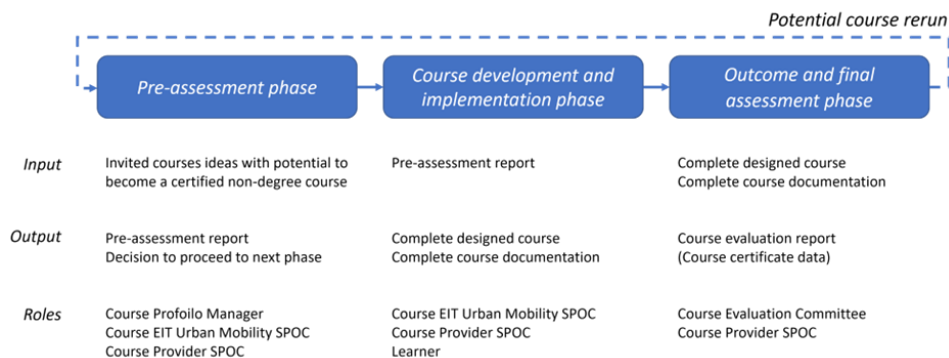 Potential course rerun
Pre-assessment phase
Course development and
implementation phase
Outcome and final
assessment phase
Input
Invited courses ideas with potential to
become a certified non-degree course
Pre-assessment report
Complete designed course
Complete course documentation
Output
Pre-assessment report
Decision to proceed to next phase
Complete designed course
Complete course documentation
Course evaluation report
(Course certificate data)
Roles
Course Profoilo Manager
Course EIT Urban Mobility SPOC
Course Provider SPOC
Course EIT Urban Mobility SPOC
Course Provider SPOC
Learner
Course Evaluation Committee
Course Provider SPOC